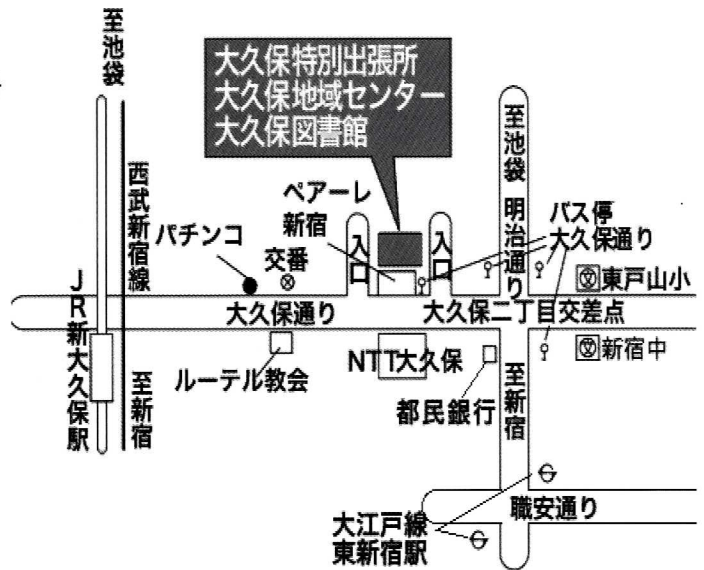 至池袋
大久保特別出張所
大久保地域センター
大久保図書館
至池袋
西武新宿線
ペアーレ
新宿
明治通り
バス停
大久保通り
パチンコ
交番
入口
入口
東戸山小
JR新大久保駅
大久保通り
大久保二丁目交差点
新宿中
ルーテル教会
NTT大久保
至新宿
都民銀行
至新宿
職安通り
大江戸線
東新宿駅